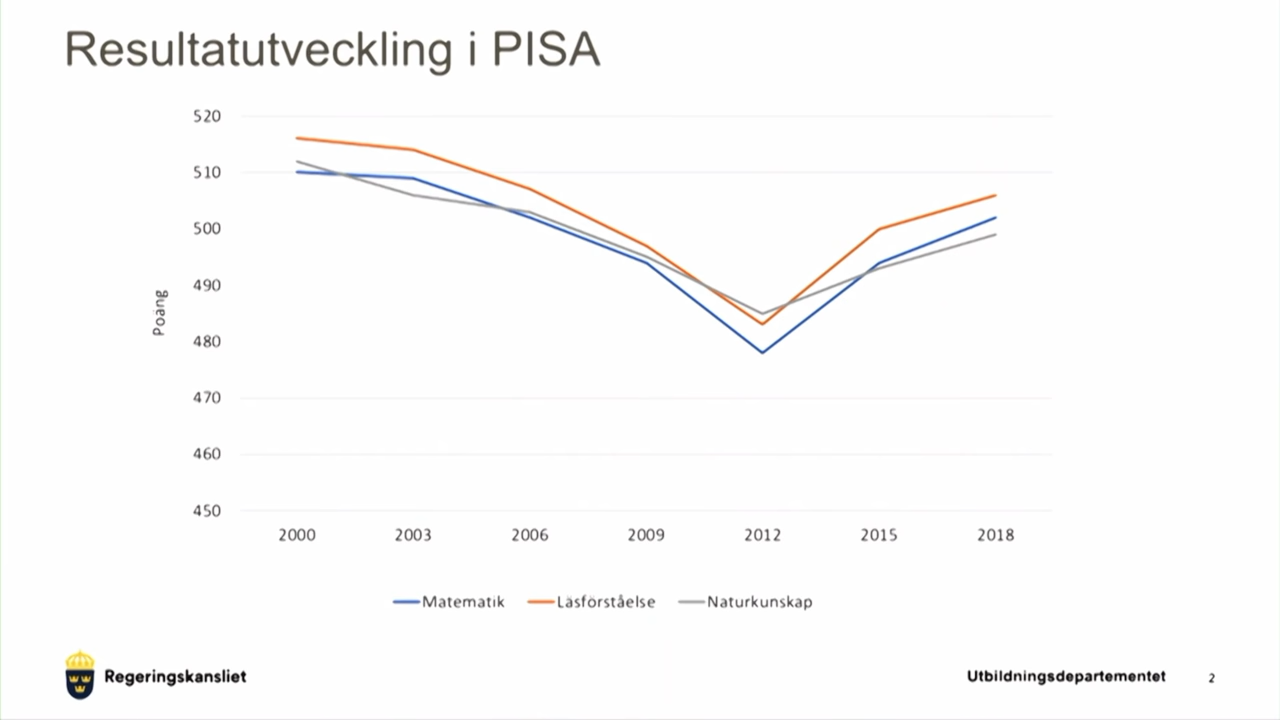 Resultatutveckling i PISA
520
510
500
490
480
470
460
450
Poäng
2000 2003 2006 2009 2012 2015 2018
Matematik Läsförståelse Naturkunskap
Regeringskansliet
Utbildningsdepartementet 2